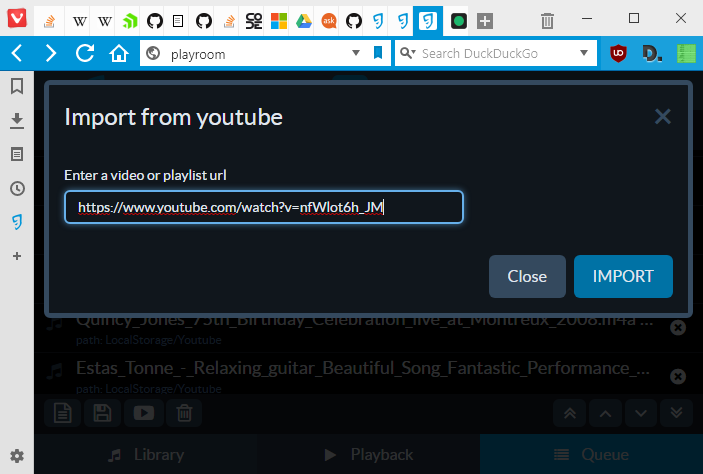 playroom
Search DuckDuckGo
Import from youtube
Enter a video or playlist url
https://www.youtube.com/watch?v=nfWlot6h_JM
Close
IMPORT
Quincy_Jones_75th_Birthday_Celebration_live_at_Montreux_2008.m4a ...
path: LocalStorage/Youtube
Estas_Tonne_-_Relaxing_guitar_Beautiful_Song_Fantastic_Performance_...
path: LocalStorage/Youtube
Library
Playback
Queue